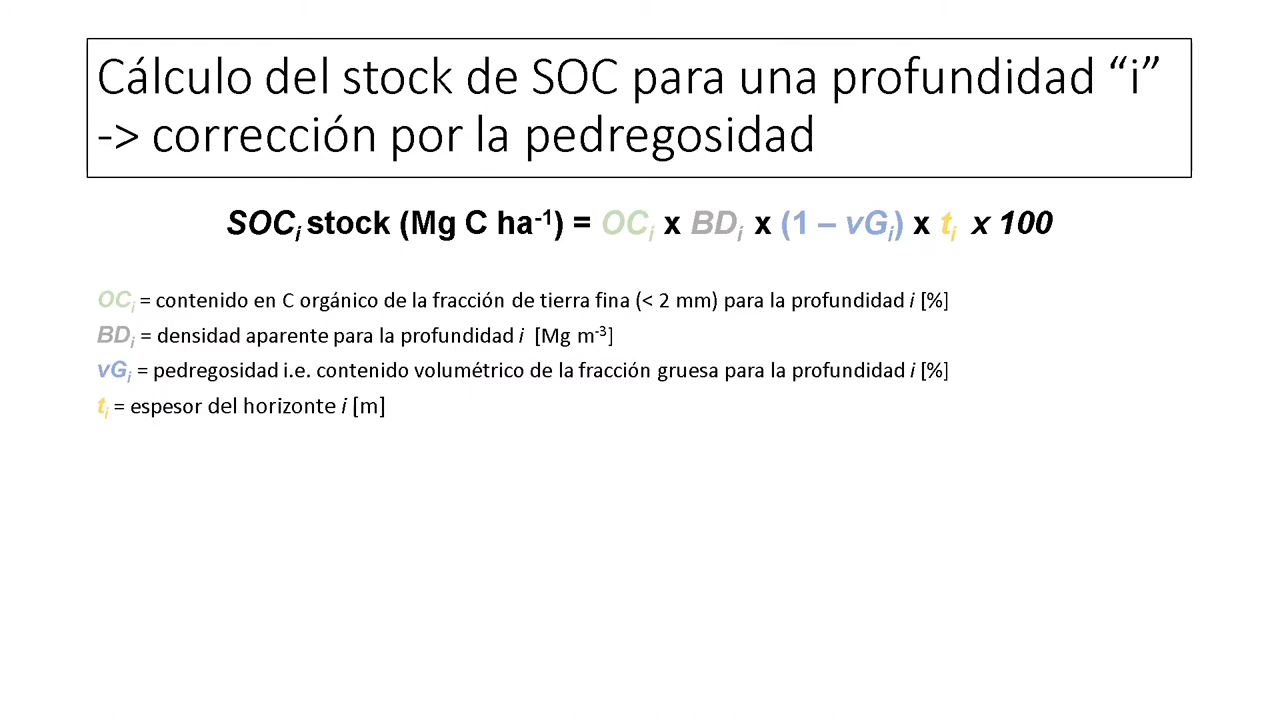 Cálculo del stock de SOC para una profundidad “i”
-> corrección por la pedregosidad
SOCi stock (Mg C ha-1) = OCi x BDi x (1 – vGi) x ti x 100
OCi = contenido en C orgánico de la fracción de tierra fina (< 2 mm) para la profundidad i [%]
BDi = densidad aparente para la profundidad i [Mg m-3]
vGi = pedregosidad i.e. contenido volumétrico de la fracción gruesa para la profundidad i [%]
ti = espesor del horizonte i [m]